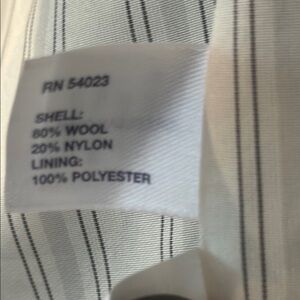 RN 54023
SHELL:
80% WOOL
20% NYLON
LINING:
100% POLYESTER